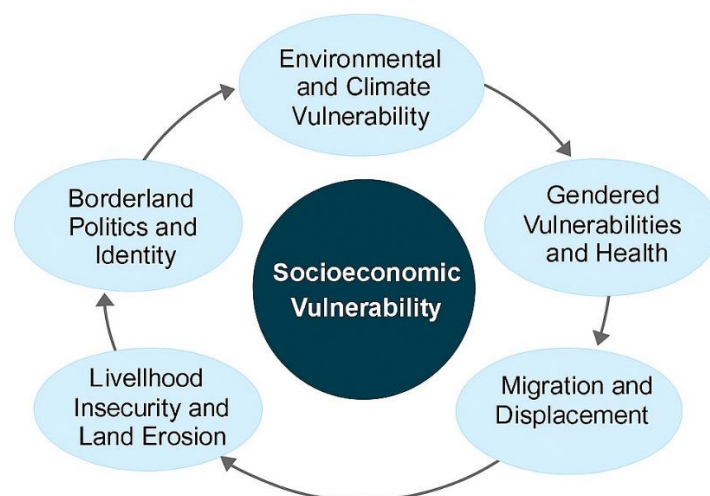 Environmental
and Climate
Vulnerability
Gendered
Vulnerabilities
and Health
Migration and
Displacement
Livellhood
Insecurity and
Land Erosion
Borderland
Politics and
Identity
Socioeconomic
Vulnerability